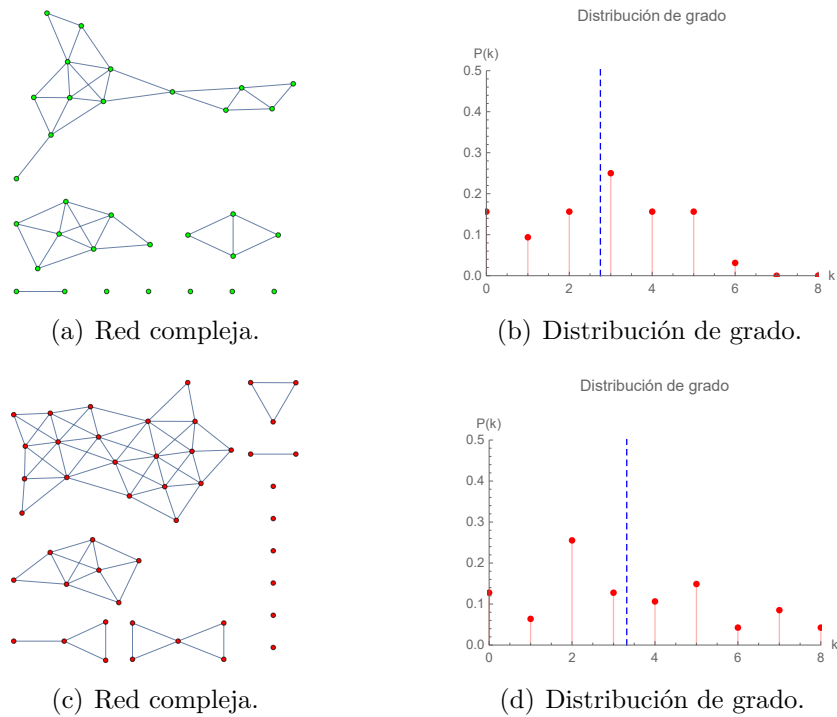 Distribución de grado
P(k)
0.5
0.4
0.3
0.2
0.1
0.0
0 2 4 6 8 k
(a) Red compleja.
(b) Distribución de grado.
Distribución de grado
P(k)
0.5
0.4
0.3
0.2
0.1
0.0
0 2 4 6 8 k
(c) Red compleja.
(d) Distribución de grado.